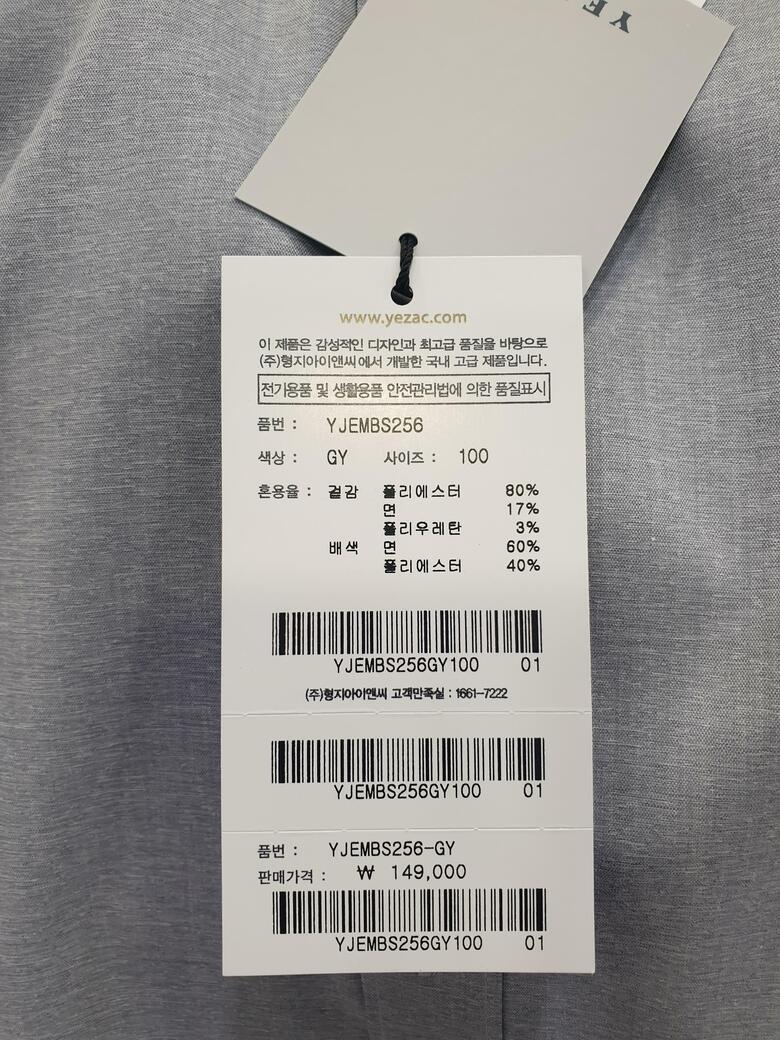 YE
www.yezac.com
이 제품은 감성적인 디자인과 최고급 품질을 바탕으로
(주)형지아이앤씨에서 개발한 국내 고급 제품입니다.
전기용품 및 생활용품 안전관리법에 의한 품질표시
품번 : YJEMBS256
색상 : GY 사이즈 : 100
혼용율 : 겉감 폴리에스터 80%
면 17%
폴리우레탄 3%
배색 면 60%
폴리에스터 40%
YJEMBS256GY100 01
(주)형지아이앤씨 고객만족실 : 1661-7222
YJEMBS256GY100 01
품번 : YJEMBS256-GY
판매가격 : ₩ 149,000
YJEMBS256GY100 01